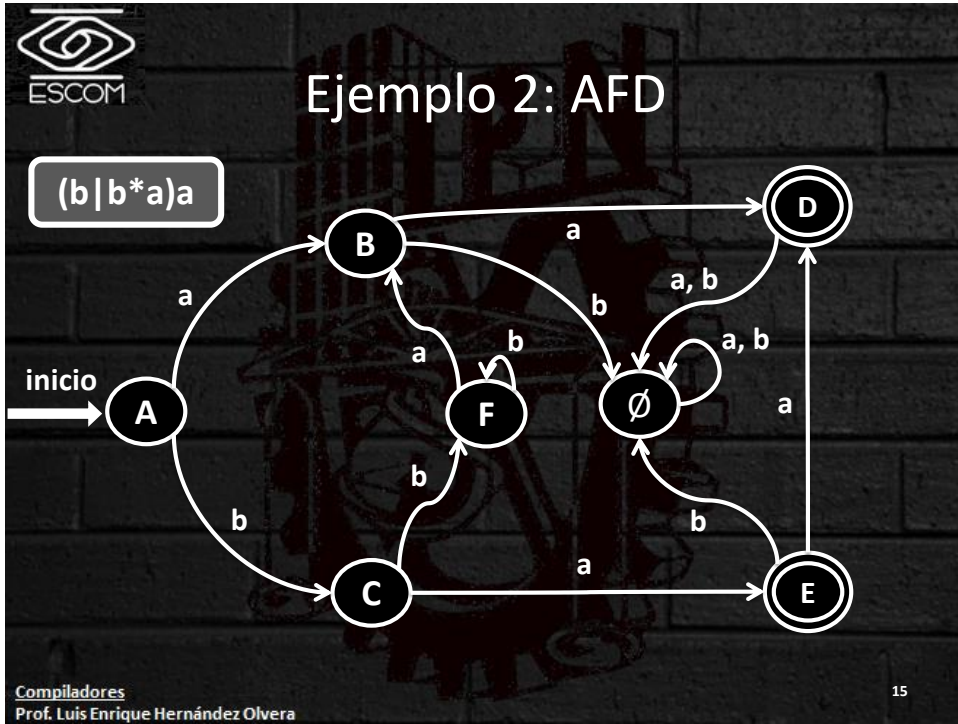 ESCOM
Ejemplo 2: AFD
(b|b*a)a
D
B
a
a, b
a
b
a, b
a
b
inicio
A
F
Ø
a
b
b
b
a
C
E
Compiladores
Prof. Luis Enrique Hernández Olvera
15